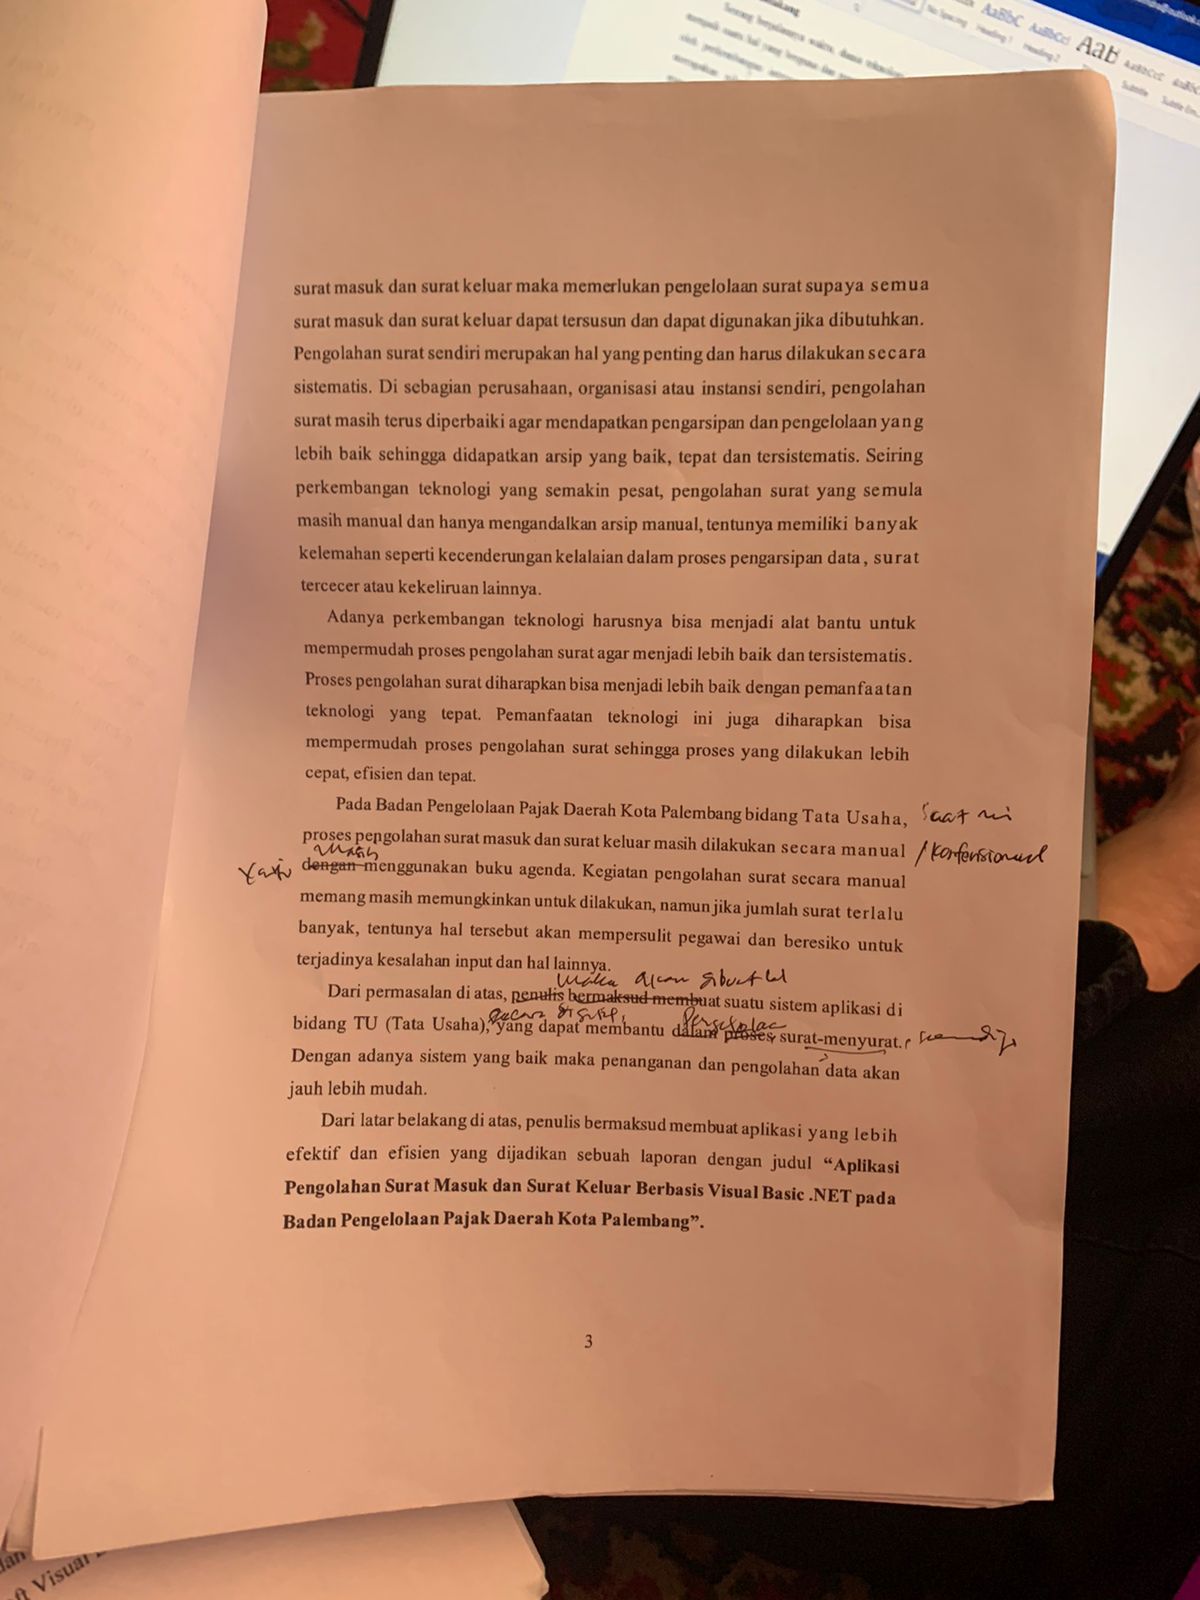 No Spacing
Heading 1
Heading 2
Subtitle
Subtle Em...
surat masuk dan surat keluar maka memerlukan pengelolaan surat supaya semua
surat masuk dan surat keluar dapat tersusun dan dapat digunakan jika dibutuhkan.
Pengolahan surat sendiri merupakan hal yang penting dan harus dilakukan secara
sistematis. Di sebagian perusahaan, organisasi atau instansi sendiri, pengolahan
surat masih terus diperbaiki agar mendapatkan pengarsipan dan pengelolaan yang
lebih baik sehingga didapatkan arsip yang baik, tepat dan tersistematis. Seiring
perkembangan teknologi yang semakin pesat, pengolahan surat yang semula
masih manual dan hanya mengandalkan arsip manual, tentunya memiliki banyak
kelemahan seperti kecenderungan kelalaian dalam proses pengarsipan data, surat
tercecer atau kekeliruan lainnya.
Adanya perkembangan teknologi harusnya bisa menjadi alat bantu untuk
mempermudah proses pengolahan surat agar menjadi lebih baik dan tersistematis.
Proses pengolahan surat diharapkan bisa menjadi lebih baik dengan pemanfaatan
teknologi yang tepat. Pemanfaatan teknologi ini juga diharapkan bisa
mempermudah proses pengolahan surat sehingga proses yang dilakukan lebih
cepat, efisien dan tepat.
Pada Badan Pengelolaan Pajak Daerah Kota Palembang bidang Tata Usaha, saat ini
proses pengolahan surat masuk dan surat keluar masih dilakukan secara manual
masih
dengan menggunakan buku agenda. Kegiatan pengolahan surat secara manual
memang masih memungkinkan untuk dilakukan, namun jika jumlah surat terlalu
banyak, tentunya hal tersebut akan mempersulit pegawai dan beresiko untuk
terjadinya kesalahan input dan hal lainnya.
maka akan dibuatlah
Dari permasalan di atas, penulis bermaksud membuat suatu sistem aplikasi di
secara digital,
bidang TU (Tata Usaha), yang dapat membantu dalam proses surat-menyurat.
Dengan adanya sistem yang baik maka penanganan dan pengolahan data akan
jauh lebih mudah.
Dari latar belakang di atas, penulis bermaksud membuat aplikasi yang lebih
efektif dan efisien yang dijadikan sebuah laporan dengan judul “Aplikasi
Pengolahan Surat Masuk dan Surat Keluar Berbasis Visual Basic .NET pada
Badan Pengelolaan Pajak Daerah Kota Palembang”.
3
Visual